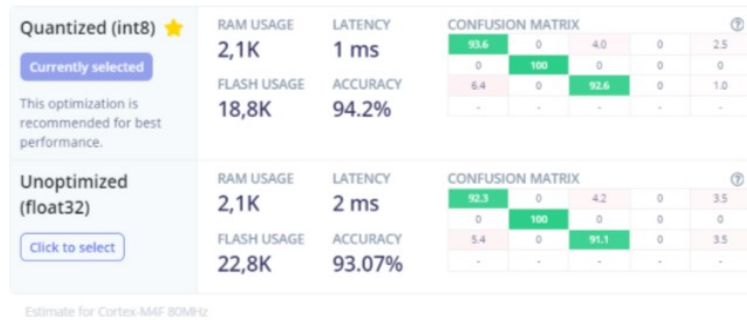 Quantized (int8)
Currently selected
This optimization is
recommended for best
performance.
RAM USAGE
2,1K
LATENCY
1 ms
FLASH USAGE
18,8K
ACCURACY
94.2%
CONFUSION MATRIX
93.6 0 4.0 0 2.5
0 100 0 0 0
6.4 0 92.6 0 1.0
- - - - -
Unoptimized
(float32)
Click to select
RAM USAGE
2,1K
LATENCY
2 ms
FLASH USAGE
22,8K
ACCURACY
93.07%
CONFUSION MATRIX
92.3 0 4.2 0 3.5
0 100 0 0 0
5.4 0 91.1 0 3.5
- - - - -
Estimate for Cortex-M4F 80MHz